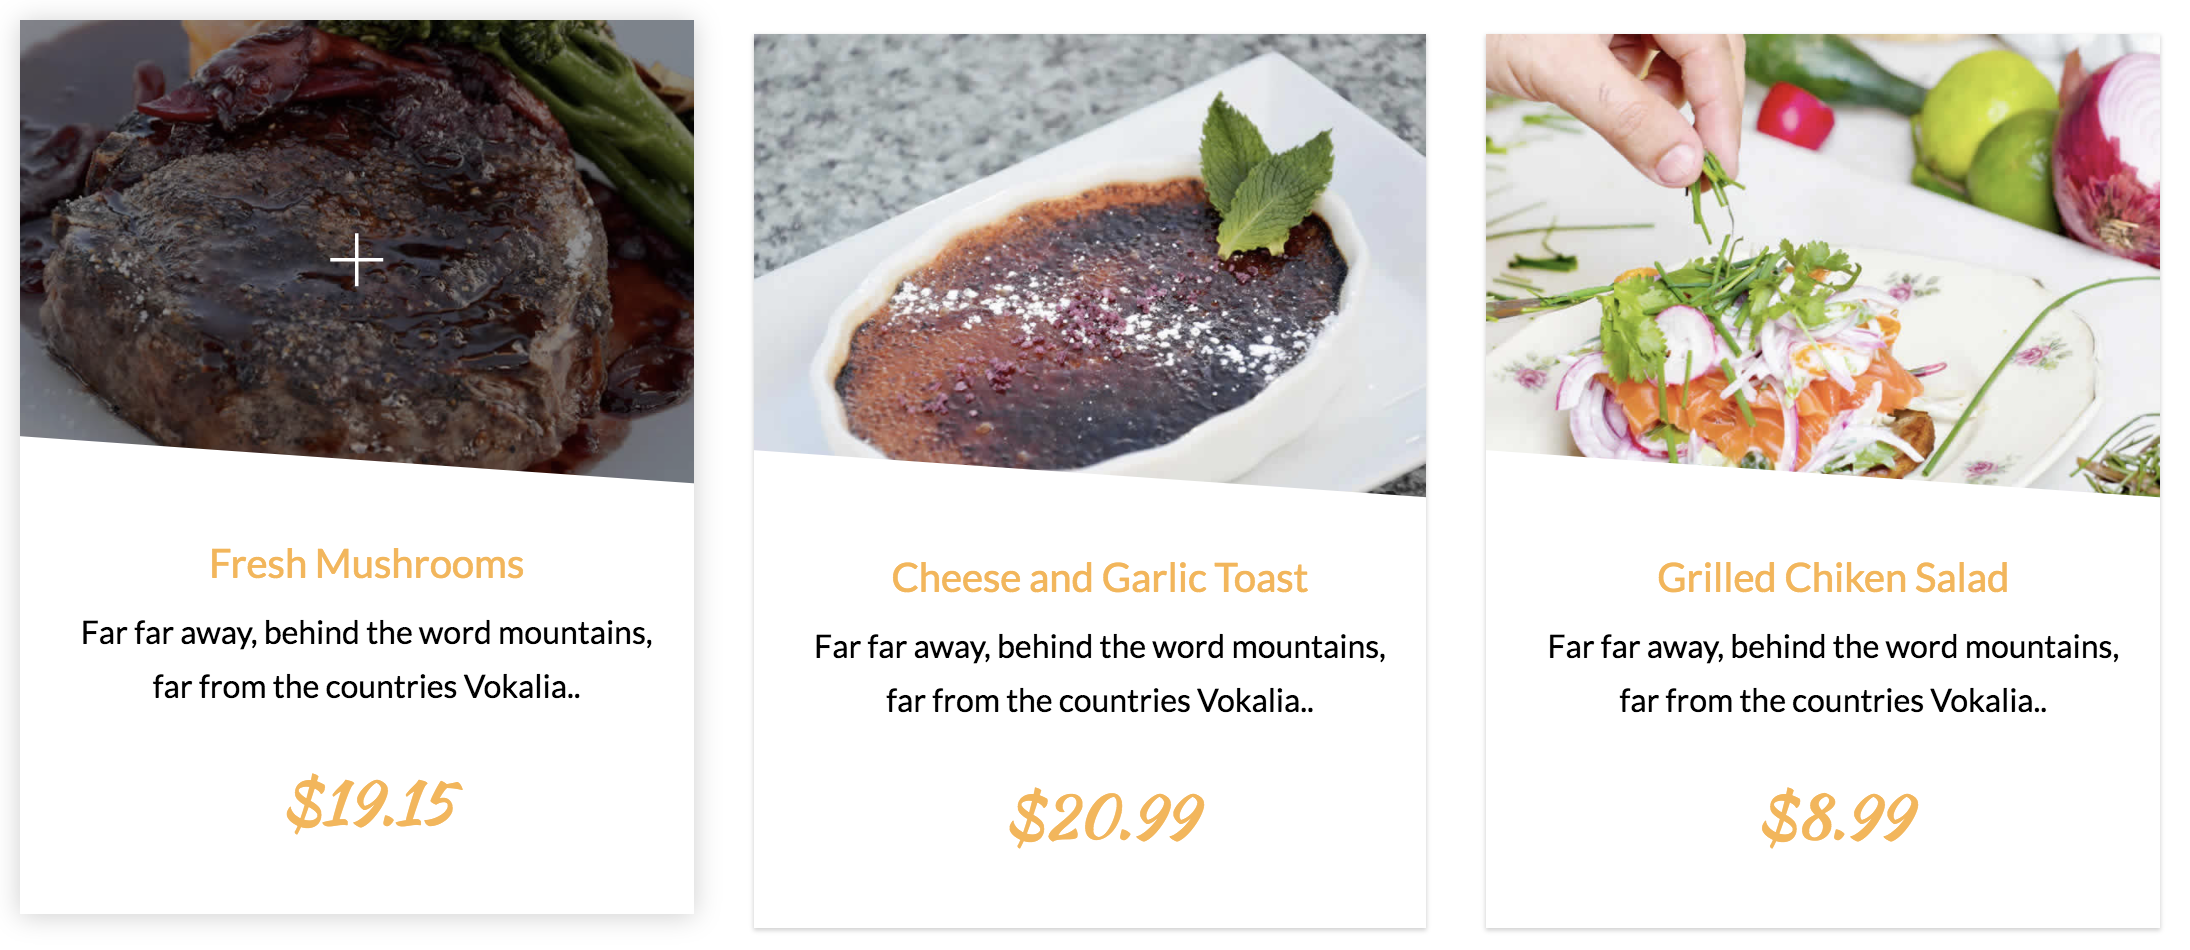 Fresh Mushrooms
Far far away, behind the word mountains,
far from the countries Vokalia..
$19.15
Cheese and Garlic Toast
Far far away, behind the word mountains,
far from the countries Vokalia..
$20.99
Grilled Chiken Salad
Far far away, behind the word mountains,
far from the countries Vokalia..
$8.99